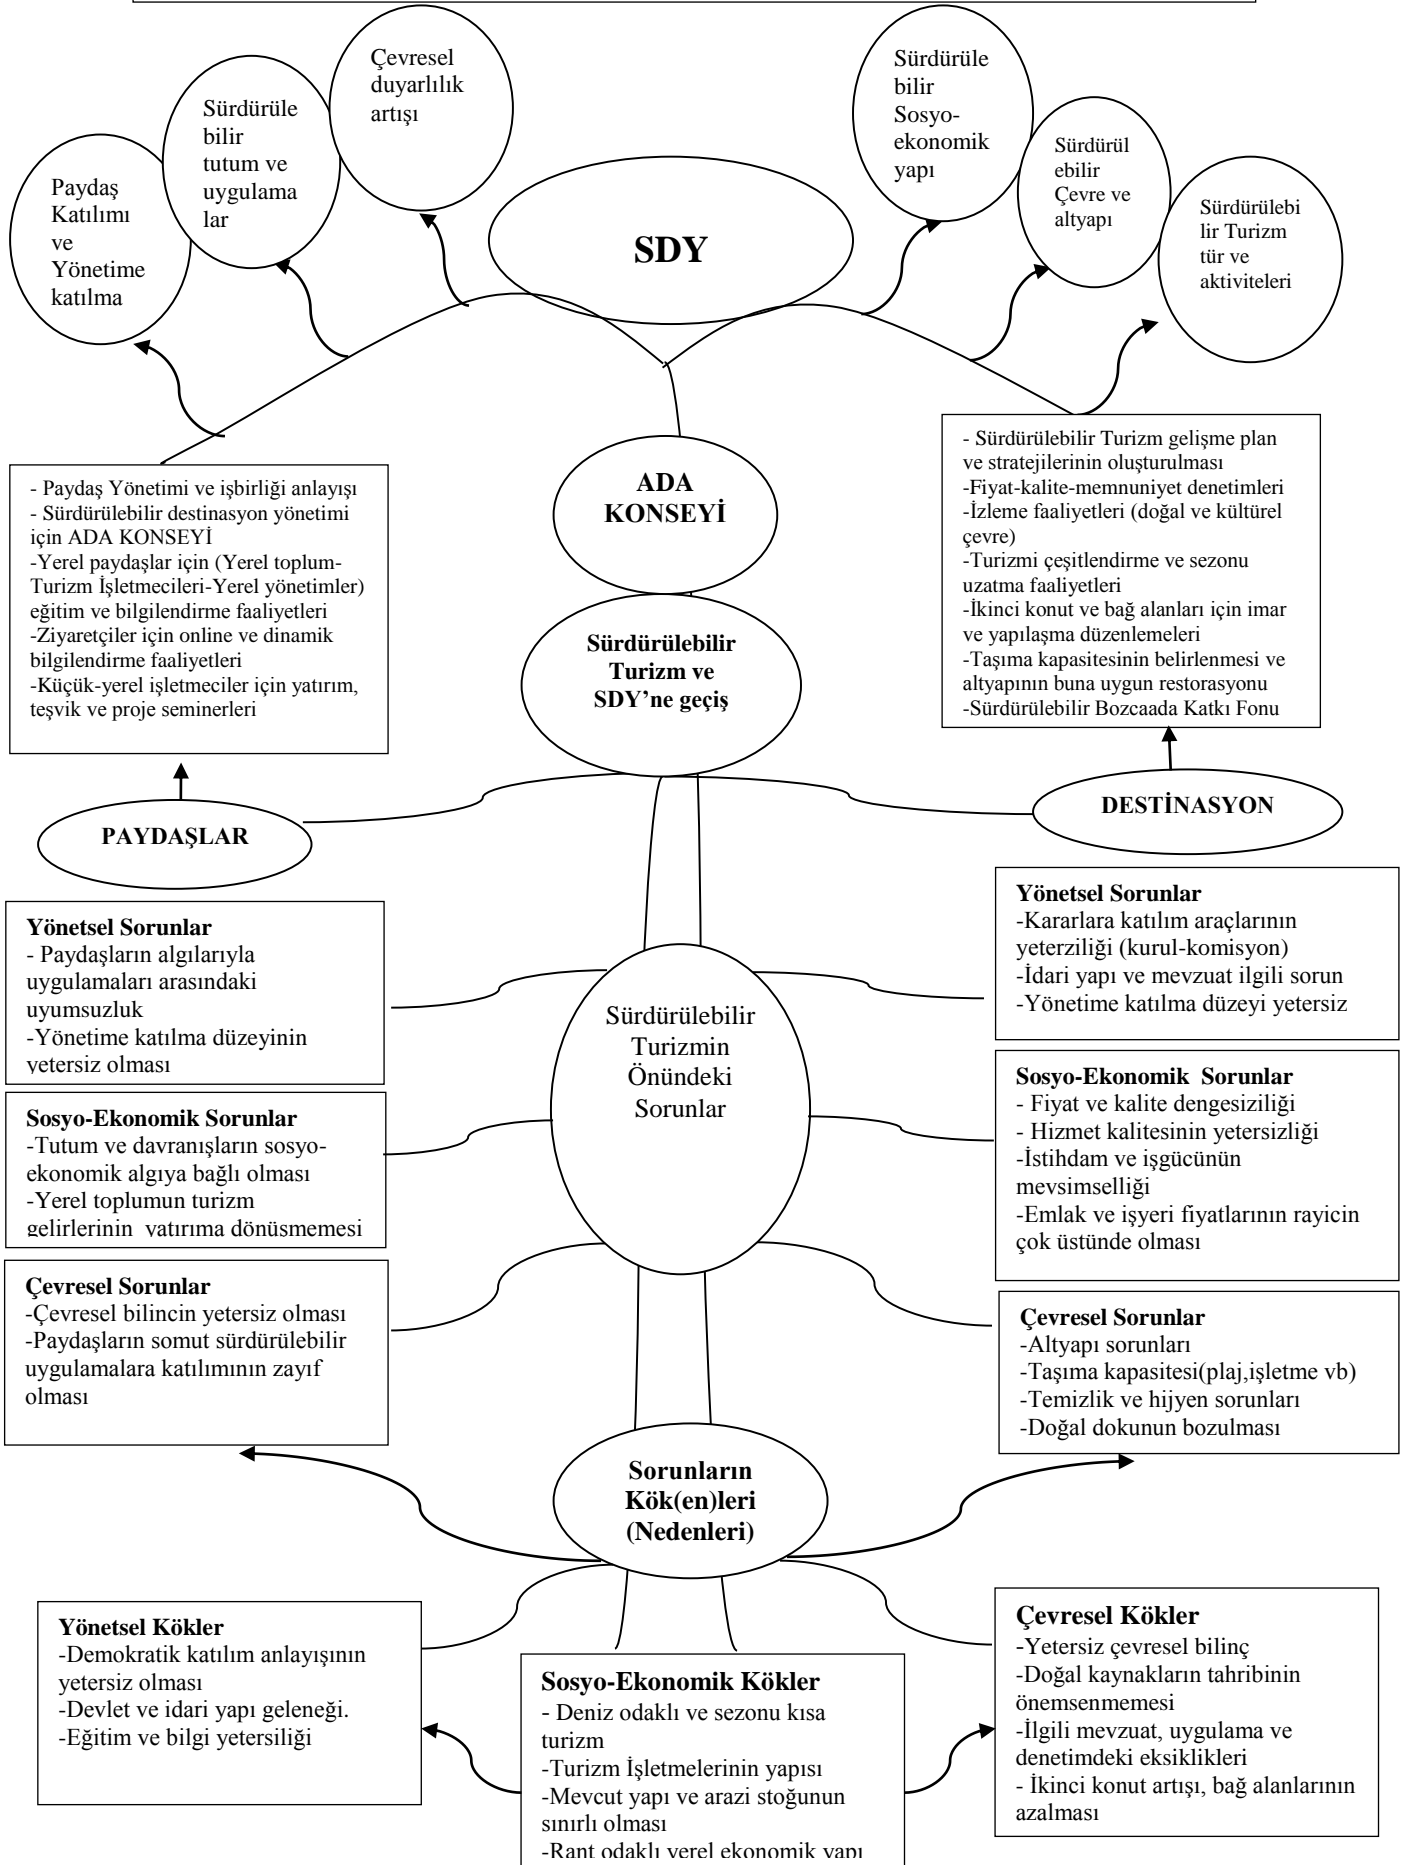 Çevresel
duyarlılık
artışı
Sürdürüle
bilir
Sosyo-
ekonomik
yapı
Sürdürüle
bilir
tutum ve
uygulama
lar
Sürdürül
ebilir
Çevre ve
altyapı
Paydaş
Katılımı
ve
Yönetime
katılma
Sürdürülebi
lir Turizm
tür ve
aktiviteleri
SDY
ADA
KONSEYİ
- Paydaş Yönetimi ve işbirliği anlayışı
- Sürdürülebilir destinasyon yönetimi
için ADA KONSEYİ
-Yerel paydaşlar için (Yerel toplum-
Turizm İşletmecileri-Yerel yönetimler)
eğitim ve bilgilendirme faaliyetleri
-Ziyaretçiler için online ve dinamik
bilgilendirme faaliyetleri
-Küçük-yerel işletmeciler için yatırım,
teşvik ve proje seminerleri
- Sürdürülebilir Turizm gelişme plan
ve stratejilerinin oluşturulması
-Fiyat-kalite-memnuniyet denetimleri
-İzleme faaliyetleri (doğal ve kültürel
çevre)
-Turizmi çeşitlendirme ve sezonu
uzatma faaliyetleri
-İkinci konut ve bağ alanları için imar
ve yapılaşma düzenlemeleri
-Taşıma kapasitesinin belirlenmesi ve
altyapının buna uygun restorasyonu
-Sürdürülebilir Bozcaada Katkı Fonu
Sürdürülebilir
Turizm ve
SDY’ne geçiş
PAYDAŞLAR
DESTİNASYON
Yönetsel Sorunlar
- Paydaşların algılarıyla
uygulamaları arasındaki
uyumsuzluk
-Yönetime katılma düzeyinin
yetersiz olması
Yönetsel Sorunlar
-Kararlara katılım araçlarının
yeterziliği (kurul-komisyon)
-İdari yapı ve mevzuat ilgili sorun
-Yönetime katılma düzeyi yetersiz
Sürdürülebilir
Turizmin
Önündeki
Sorunlar
Sosyo-Ekonomik Sorunlar
-Tutum ve davranışların sosyo-
ekonomik algıya bağlı olması
-Yerel toplumun turizm
gelirlerinin yatırıma dönüşmemesi
Sosyo-Ekonomik Sorunlar
- Fiyat ve kalite dengesiziliği
- Hizmet kalitesinin yetersizliği
-İstihdam ve işgücünün
mevsimselliği
-Emlak ve işyeri fiyatlarının rayicin
çok üstünde olması
Çevresel Sorunlar
-Çevresel bilincin yetersiz olması
-Paydaşların somut sürdürülebilir
uygulamalara katılımının zayıf
olması
Çevresel Sorunlar
-Altyapı sorunları
-Taşıma kapasitesi(plaj,işletme vb)
-Temizlik ve hijyen sorunları
-Doğal dokunun bozulması
Sorunların
Kök(en)leri
(Nedenleri)
Yönetsel Kökler
-Demokratik katılım anlayışının
yetersiz olması
-Devlet ve idari yapı geleneği.
-Eğitim ve bilgi yetersiliği
Sosyo-Ekonomik Kökler
- Deniz odaklı ve sezonu kısa
turizm
-Turizm İşletmelerinin yapısı
-Mevcut yapı ve arazi stoğunun
sınırlı olması
-Rant odaklı yerel ekonomik yapı
Çevresel Kökler
-Yetersiz çevresel bilinç
-Doğal kaynakların tahribinin
önemsenmemesi
-İlgili mevzuat, uygulama ve
denetimdeki eksiklikleri
- İkinci konut artışı, bağ alanlarının
azalması